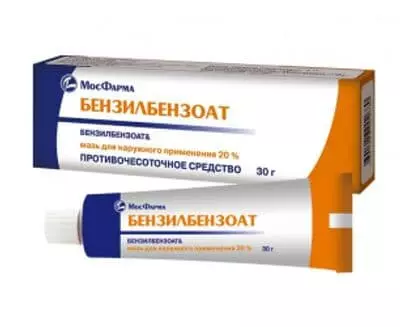 МосФарма
БЕНЗИЛБЕНЗОАТ
БЕНЗИЛБЕНЗОАТ&
мазь для наружного применения 20 %
ПРОТИВОЧЕСОТОЧНОЕ СРЕДСТВО 30 г
МосФарма
БЕНЗИЛБЕНЗОАТ
БЕНЗИЛБЕНЗОАТ&
мазь для наружного применения 20 %
30 г